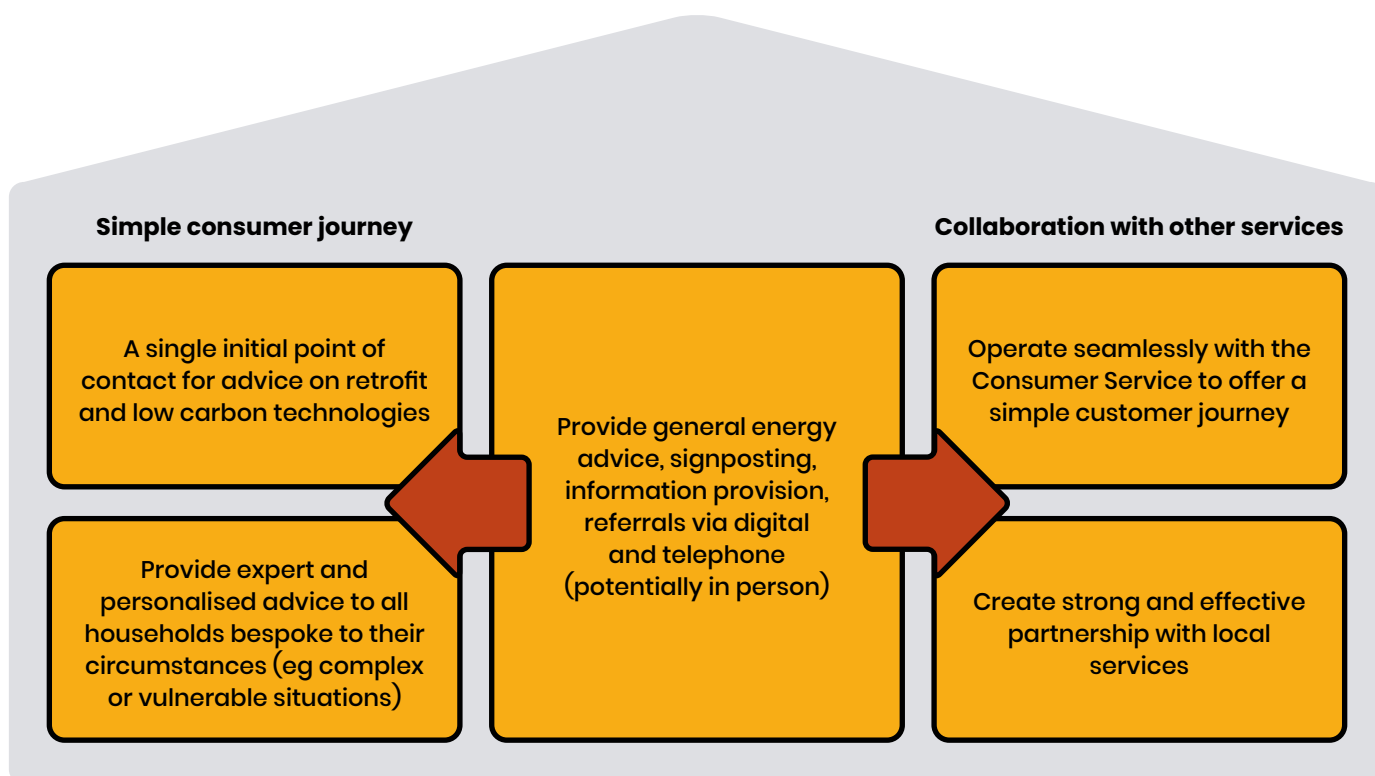 Simple consumer journey
A single initial point of
contact for advice on retrofit
and low carbon technologies
Provide expert and
personalised advice to all
households bespoke to their
circumstances (eg complex
or vulnerable situations)
Provide general energy
advice, signposting,
information provision,
referrals via digital
and telephone
(potentially in person)
Collaboration with other services
Operate seamlessly with the
Consumer Service to offer a
simple customer journey
Create strong and effective
partnership with local
services